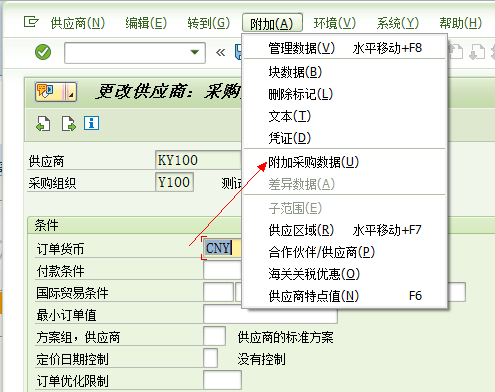 供应商(N) 编辑(E) 转到(G) 附加(A) 环境(V) 系统(Y) 帮助(H)
管理数据(V) 水平移动+F8
块数据(B)
更改供应商: 采购
删除标记(L)
文本(T)
凭证(D)
供应商 KY100
附加采购数据(U)
采购组织 Y100 测试
差异数据(A)
子范围(E)
条件
供应区域(R) 水平移动+F7
订单货币 CNY
合作伙伴/供应商(P)
付款条件
海关关税优惠(O)
国际贸易条件
供应商特点值(N) F6
最小订单值
方案组, 供应商 供应商的标准方案
定价日期控制 没有控制
订单优化限制